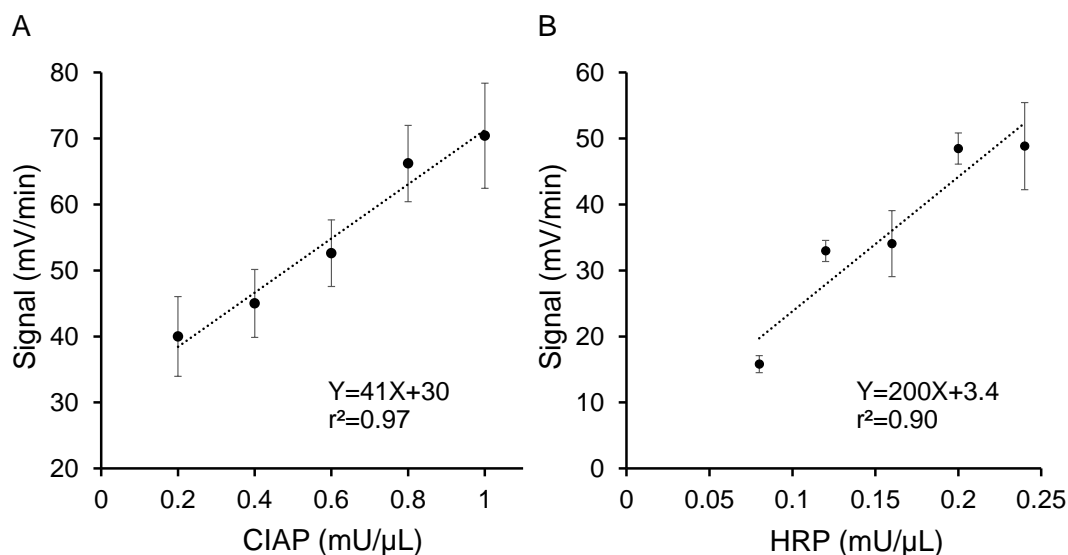 A
Signal (mV/min)
80
70
60
50
40
30
20
0
0.2
0.4
0.6
0.8
1
CIAP (mU/µL)
Y=41X+30
r²=0.97
B
Signal (mV/min)
60
50
40
30
20
10
0
0
0.05
0.1
0.15
0.2
0.25
HRP (mU/µL)
Y=200X+3.4
r²=0.90